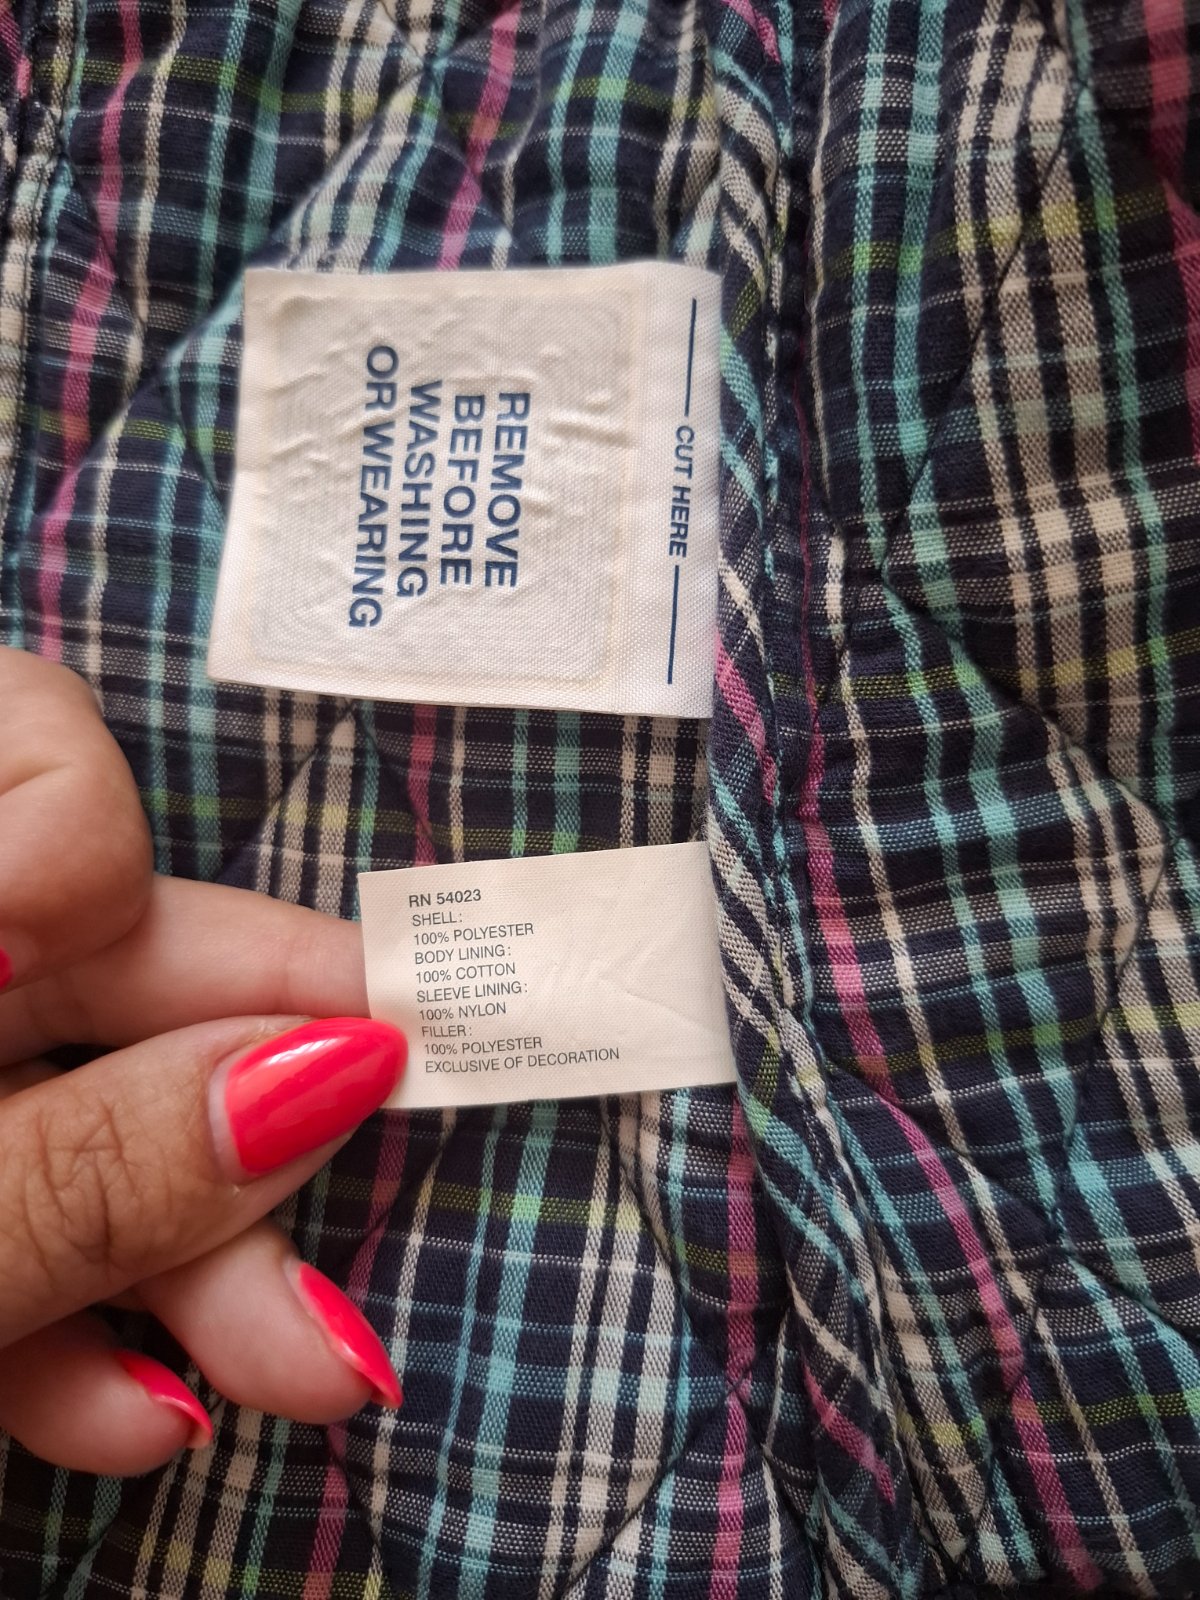 CUT HERE
REMOVE
BEFORE
WASHING
OR WEARING
RN 54023
SHELL:
100% POLYESTER
BODY LINING:
100% COTTON
SLEEVE LINING:
100% NYLON
FILLER:
100% POLYESTER
EXCLUSIVE OF DECORATION